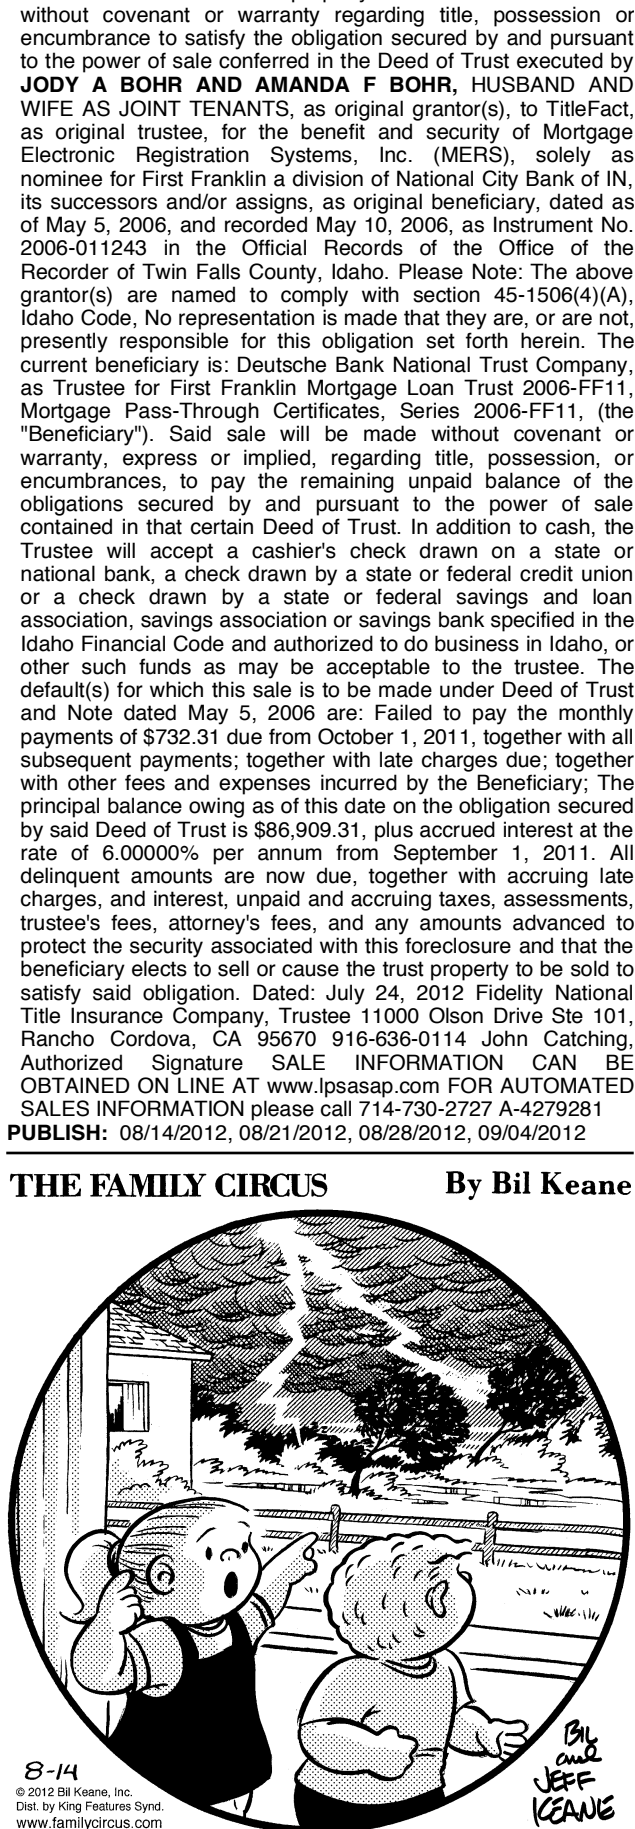 without covenant or warranty regarding title, possession or
encumbrance to satisfy the obligation secured by and pursuant
to the power of sale conferred in the Deed of Trust executed by
JODY A BOHR AND AMANDA F BOHR, HUSBAND AND
WIFE AS JOINT TENANTS, as original grantor(s), to TitleFact,
as original trustee, for the benefit and security of Mortgage
Electronic Registration Systems, Inc. (MERS), solely as
nominee for First Franklin a division of National City Bank of IN,
its successors and/or assigns, as original beneficiary, dated as
of May 5, 2006, and recorded May 10, 2006, as Instrument No.
2006-011243 in the Official Records of the Office of the
Recorder of Twin Falls County, Idaho. Please Note: The above
grantor(s) are named to comply with section 45-1506(4)(A),
Idaho Code, No representation is made that they are, or are not,
presently responsible for this obligation set forth herein. The
current beneficiary is: Deutsche Bank National Trust Company,
as Trustee for First Franklin Mortgage Loan Trust 2006-FF11,
Mortgage Pass-Through Certificates, Series 2006-FF11, (the
"Beneficiary"). Said sale will be made without covenant or
warranty, express or implied, regarding title, possession, or
encumbrances, to pay the remaining unpaid balance of the
obligations secured by and pursuant to the power of sale
contained in that certain Deed of Trust. In addition to cash, the
Trustee will accept a cashier's check drawn on a state or
national bank, a check drawn by a state or federal credit union
or a check drawn by a state or federal savings and loan
association, savings association or savings bank specified in the
Idaho Financial Code and authorized to do business in Idaho, or
other such funds as may be acceptable to the trustee. The
default(s) for which this sale is to be made under Deed of Trust
and Note dated May 5, 2006 are: Failed to pay the monthly
payments of $732.31 due from October 1, 2011, together with all
subsequent payments; together with late charges due; together
with other fees and expenses incurred by the Beneficiary; The
principal balance owing as of this date on the obligation secured
by said Deed of Trust is $86,909.31, plus accrued interest at the
rate of 6.00000% per annum from September 1, 2011. All
delinquent amounts are now due, together with accruing late
charges, and interest, unpaid and accruing taxes, assessments,
trustee's fees, attorney's fees, and any amounts advanced to
protect the security associated with this foreclosure and that the
beneficiary elects to sell or cause the trust property to be sold to
satisfy said obligation. Dated: July 24, 2012 Fidelity National
Title Insurance Company, Trustee 11000 Olson Drive Ste 101,
Rancho Cordova, CA 95670 916-636-0114 John Catching,
Authorized Signature SALE INFORMATION CAN BE
OBTAINED ON LINE AT www.lpsasap.com FOR AUTOMATED
SALES INFORMATION please call 714-730-2727 A-4279281
PUBLISH: 08/14/2012, 08/21/2012, 08/28/2012, 09/04/2012
THE FAMILY CIRCUS By Bil Keane
8-14
© 2012 Bil Keane, Inc.
Dist. by King Features Synd.
www.familycircus.com
BIL
and
JEFF
KEANE